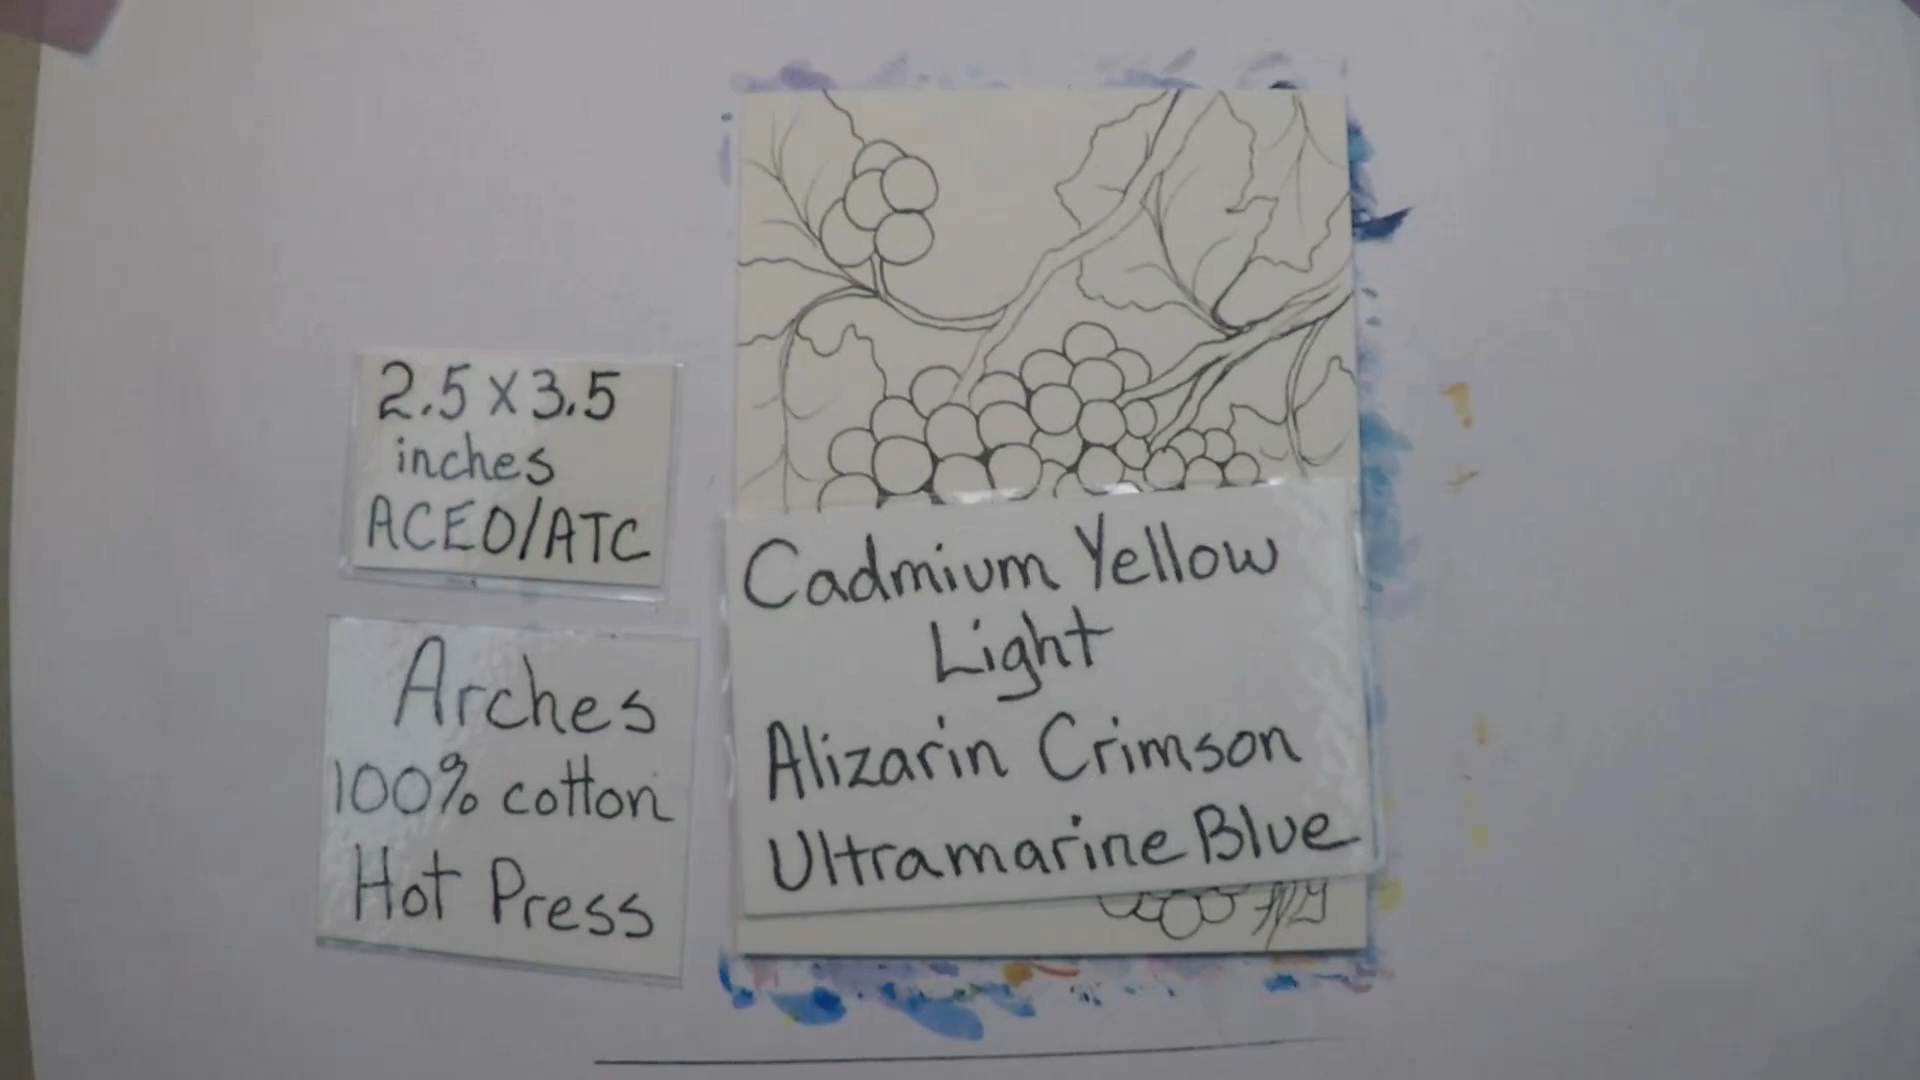 2.5 x 3.5
inches
ACEO/ATC
Arches
100% cotton
Hot Press
Cadmium Yellow
Light
Alizarin Crimson
Ultramarine Blue